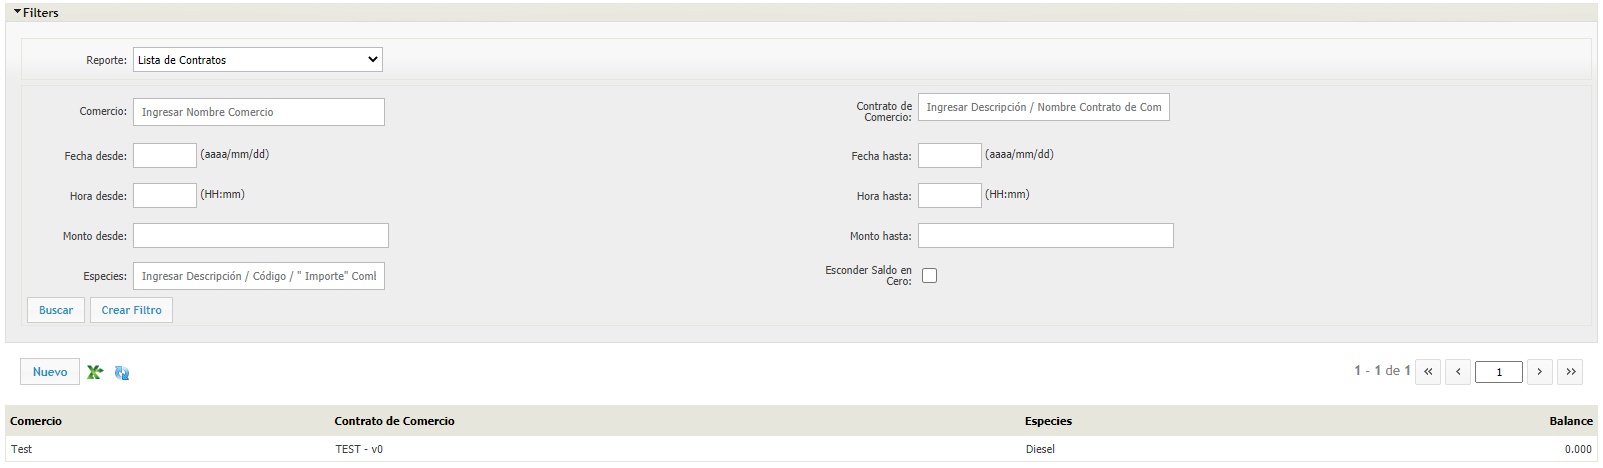 Filters
Reporte: Lista de Contratos
Comercio: Ingresar Nombre Comercio
Contrato de Comercio: Ingresar Descripción / Nombre Contrato de Com
Fecha desde: (aaaa/mm/dd)
Fecha hasta: (aaaa/mm/dd)
Hora desde: (HH:mm)
Hora hasta: (HH:mm)
Monto desde:
Monto hasta:
Especies: Ingresar Descripción / Código / " Importe" Coml
Esconder Saldo en Cero:
Buscar Crear Filtro
Nuevo
1 - 1 de 1 « ‹ 1 › »
Comercio Contrato de Comercio Especies Balance
Test TEST - v0 Diesel 0.000